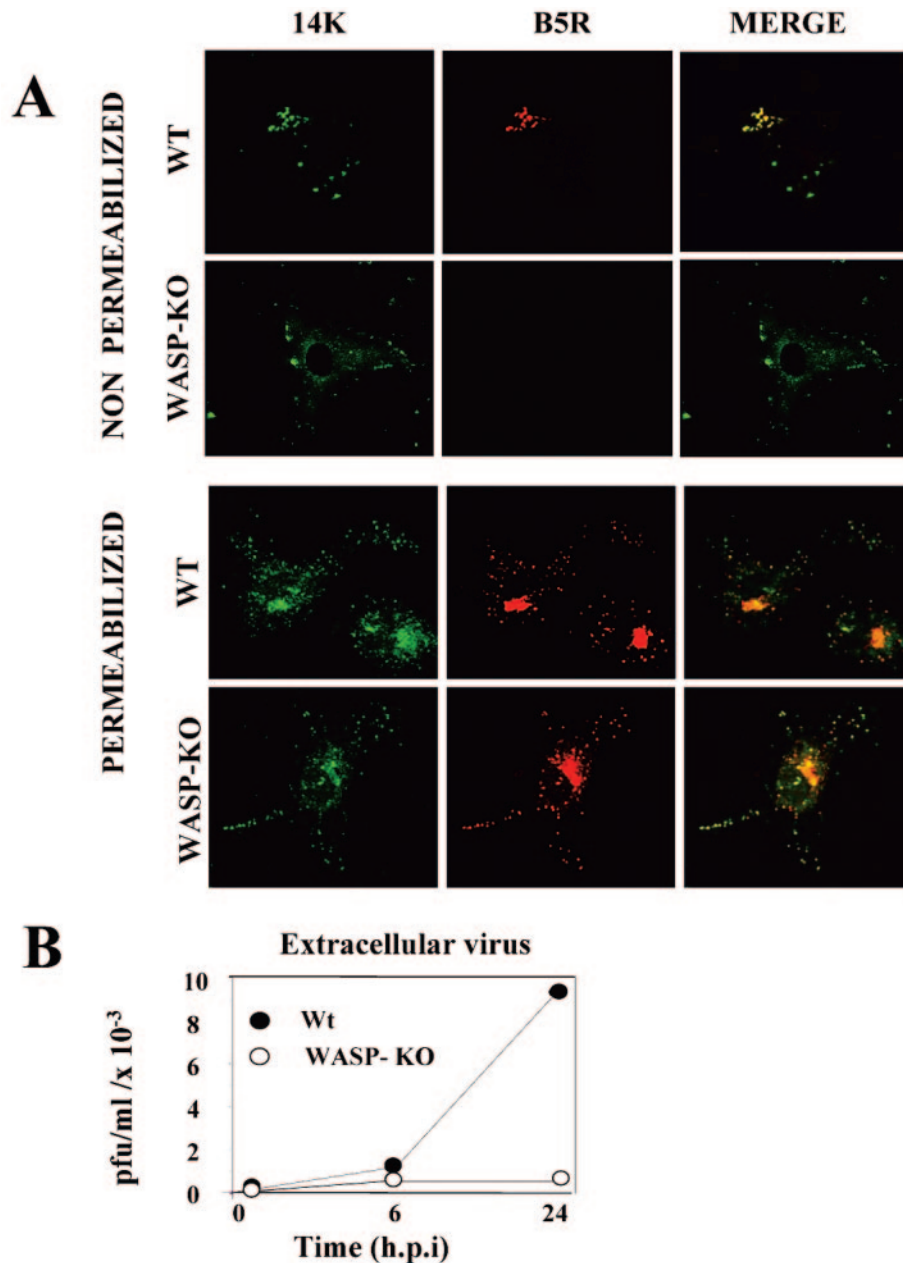 14K B5R MERGE
A
NON PERMEABILIZED
WT
WASP-KO
PERMEABILIZED
WT
WASP-KO
B
Extracellular virus
pfu/ml /x 10⁻³
10
8
6
4
2
0
Wt
WASP- KO
0 6 24
Time (h.p.i)